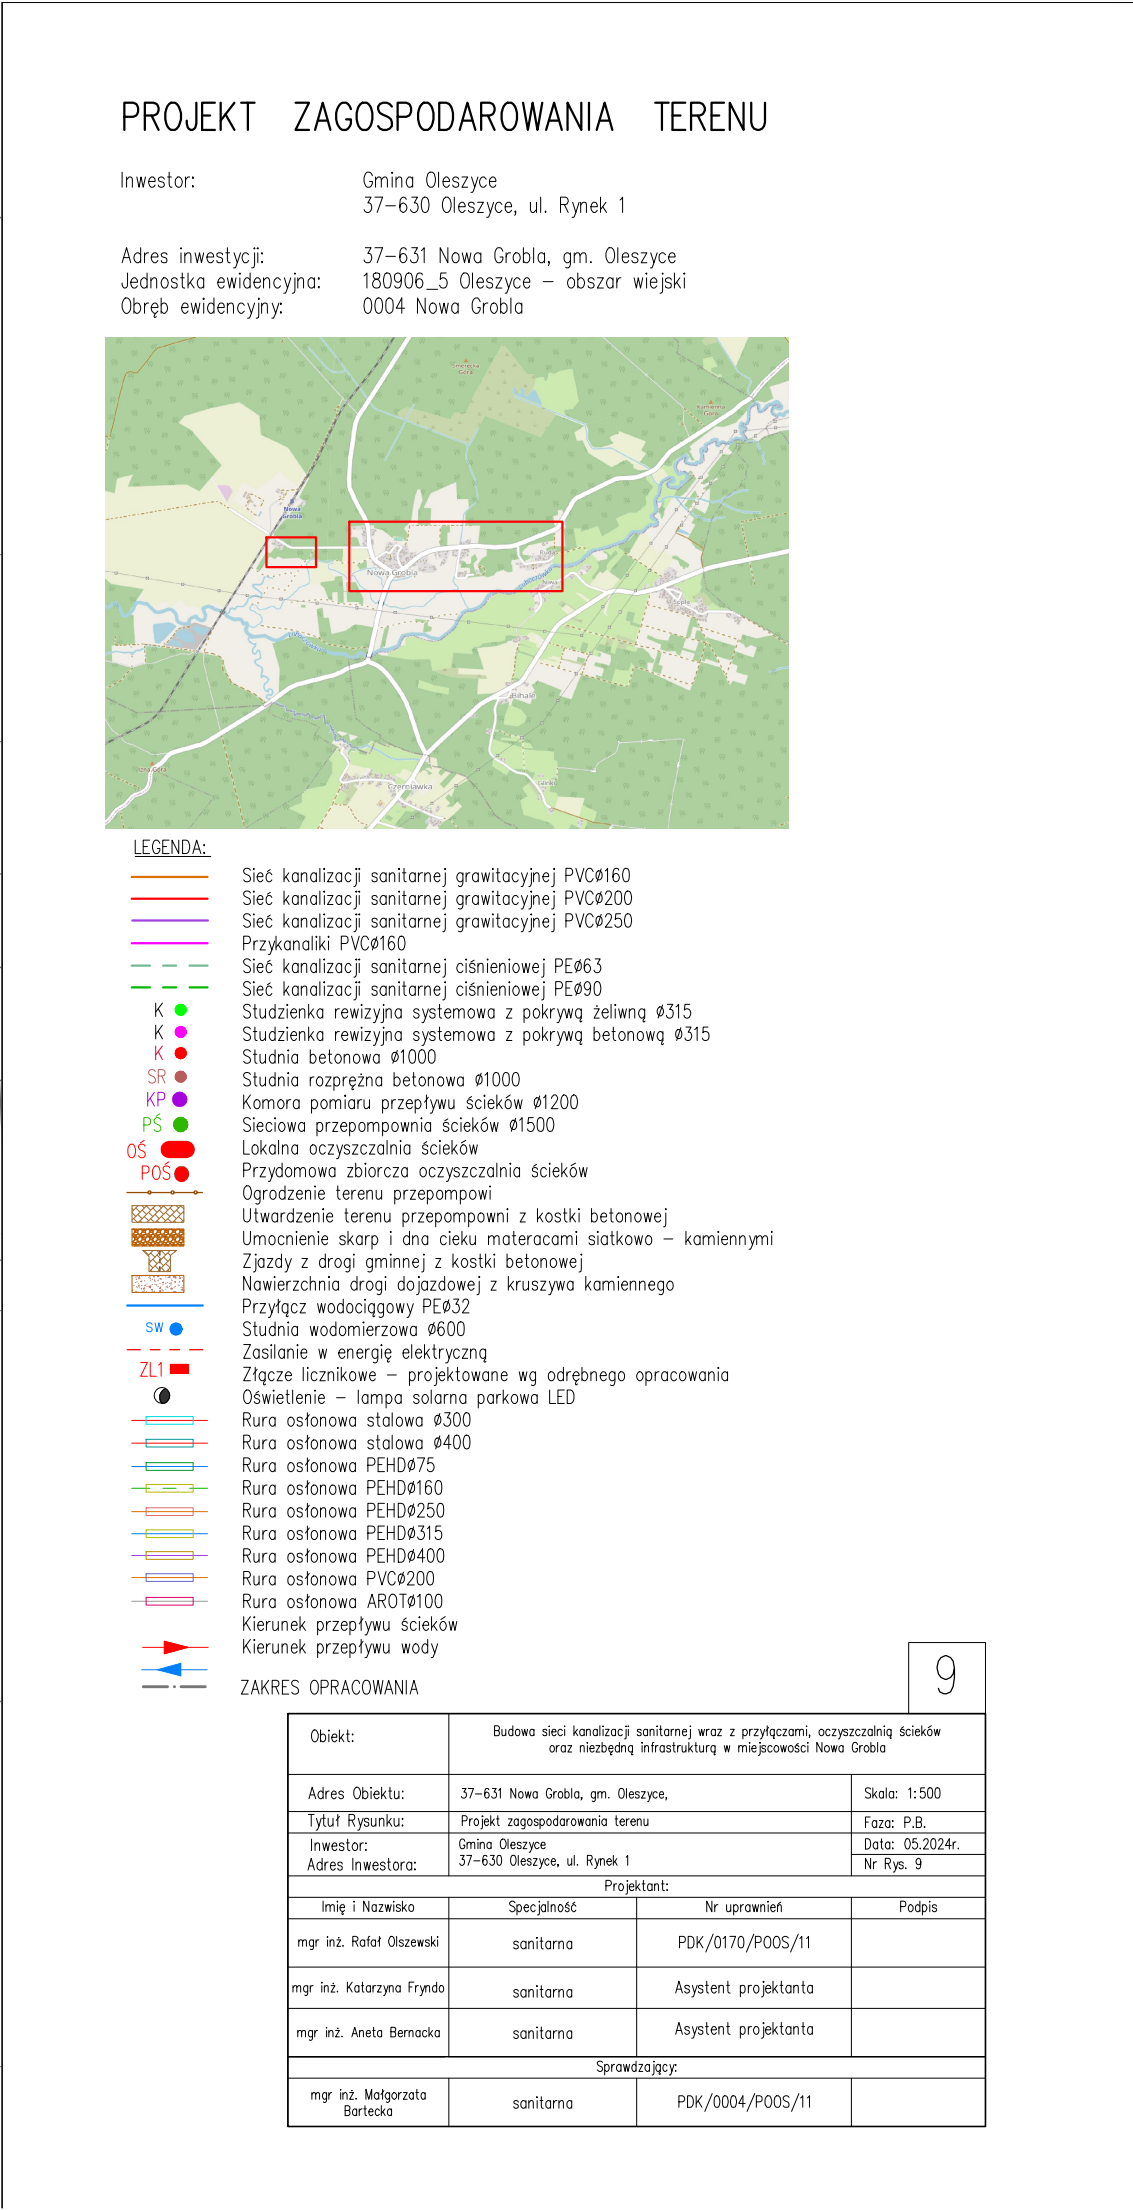 PROJEKT ZAGOSPODAROWANIA TERENU
Inwestor: Gmina Oleszyce
37-630 Oleszyce, ul. Rynek 1
Adres inwestycji: 37-631 Nowa Grobla, gm. Oleszyce
Jednostka ewidencyjna: 180906_5 Oleszyce - obszar wiejski
Obręb ewidencyjny: 0004 Nowa Grobla
Smerecka
Góra
Kamienna
Góra
Nowa
Grobla
Nowa Grobla
Ruda
Nowa
Sople
Bihale
Czerniawka
LEGENDA:
Sieć kanalizacji sanitarnej grawitacyjnej PVCø160
Sieć kanalizacji sanitarnej grawitacyjnej PVCø200
Sieć kanalizacji sanitarnej grawitacyjnej PVCø250
Przykanaliki PVCø160
Sieć kanalizacji sanitarnej ciśnieniowej PEø63
Sieć kanalizacji sanitarnej ciśnieniowej PEø90
K Studzienka rewizyjna systemowa z pokrywą żeliwną ø315
K Studzienka rewizyjna systemowa z pokrywą betonową ø315
K Studnia betonowa ø1000
SR Studnia rozprężna betonowa ø1000
KP Komora pomiaru przepływu ścieków ø1200
PŚ Sieciowa przepompownia ścieków ø1500
OŚ Lokalna oczyszczalnia ścieków
POŚ Przydomowa zbiorcza oczyszczalnia ścieków
Ogrodzenie terenu przepompowi
Utwardzenie terenu przepompowni z kostki betonowej
Umocnienie skarp i dna cieku materacami siatkowo - kamiennymi
Zjazdy z drogi gminnej z kostki betonowej
Nawierzchnia drogi dojazdowej z kruszywa kamiennego
Przyłącz wodociągowy PEø32
SW Studnia wodomierzowa ø600
Zasilanie w energię elektryczną
ZL1 Złącze licznikowe - projektowane wg odrębnego opracowania
Oświetlenie - lampa solarna parkowa LED
Rura osłonowa stalowa ø300
Rura osłonowa stalowa ø400
Rura osłonowa PEHDø75
Rura osłonowa PEHDø160
Rura osłonowa PEHDø250
Rura osłonowa PEHDø315
Rura osłonowa PEHDø400
Rura osłonowa PVCø200
Rura osłonowa AROTø100
Kierunek przepływu ścieków
Kierunek przepływu wody
ZAKRES OPRACOWANIA
9
Obiekt: Budowa sieci kanalizacji sanitarnej wraz z przyłączami, oczyszczalnią ścieków
oraz niezbędną infrastrukturą w miejscowości Nowa Grobla
Adres Obiektu: 37-631 Nowa Grobla, gm. Oleszyce, Skala: 1:500
Tytuł Rysunku: Projekt zagospodarowania terenu Faza: P.B.
Inwestor: Gmina Oleszyce Data: 05.2024r.
Adres Inwestora: 37-630 Oleszyce, ul. Rynek 1 Nr Rys. 9
Projektant:
Imię i Nazwisko Specjalność Nr uprawnień Podpis
mgr inż. Rafał Olszewski sanitarna PDK/0170/POOS/11
mgr inż. Katarzyna Fryndo sanitarna Asystent projektanta
mgr inż. Aneta Bernacka sanitarna Asystent projektanta
Sprawdzający:
mgr inż. Małgorzata
Bartecka sanitarna PDK/0004/POOS/11